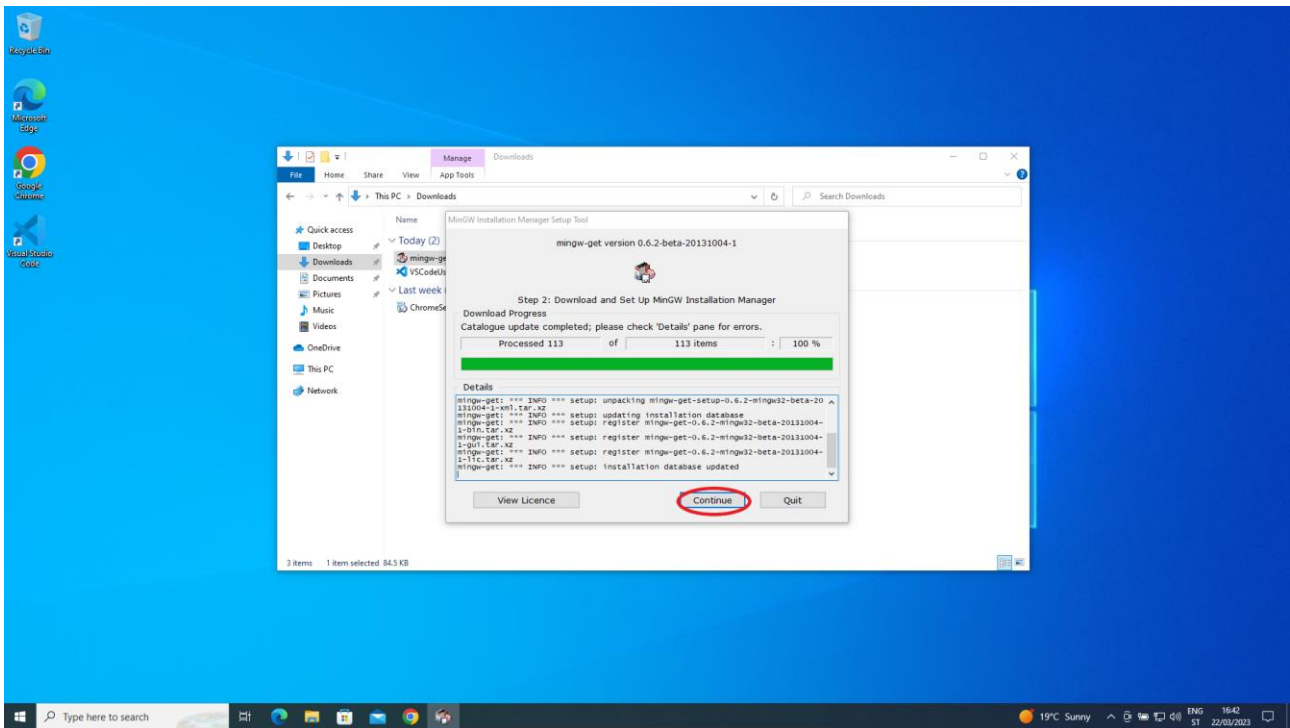 Recycle Bin
Microsoft
Edge
Google
Chrome
Visual Studio
Code
Manage
Downloads
File
Home
Share
View
App Tools
This PC
Downloads
Search Downloads
Name
Quick access
Desktop
Downloads
Documents
Pictures
Music
Videos
OneDrive
This PC
Network
Today (2)
mingw-ge
VSCodeUs
Last week
ChromeSe
MinGW Installation Manager Setup Tool
mingw-get version 0.6.2-beta-20131004-1
Step 2: Download and Set Up MinGW Installation Manager
Download Progress
Catalogue update completed; please check 'Details' pane for errors.
Processed 113 of 113 items : 100 %
Details
mingw-get: *** INFO *** setup: unpacking mingw-get-setup-0.6.2-mingw32-beta-20
131004-1-xml.tar.xz
mingw-get: *** INFO *** setup: updating installation database
mingw-get: *** INFO *** setup: register mingw-get-0.6.2-mingw32-beta-20131004-
1-bin.tar.xz
mingw-get: *** INFO *** setup: register mingw-get-0.6.2-mingw32-beta-20131004-
1-gui.tar.xz
mingw-get: *** INFO *** setup: register mingw-get-0.6.2-mingw32-beta-20131004-
1-lic.tar.xz
mingw-get: *** INFO *** setup: installation database updated
View Licence
Continue
Quit
3 items
1 item selected 84.5 KB
Type here to search
19°C Sunny
ENG
ST
16:42
22/03/2023